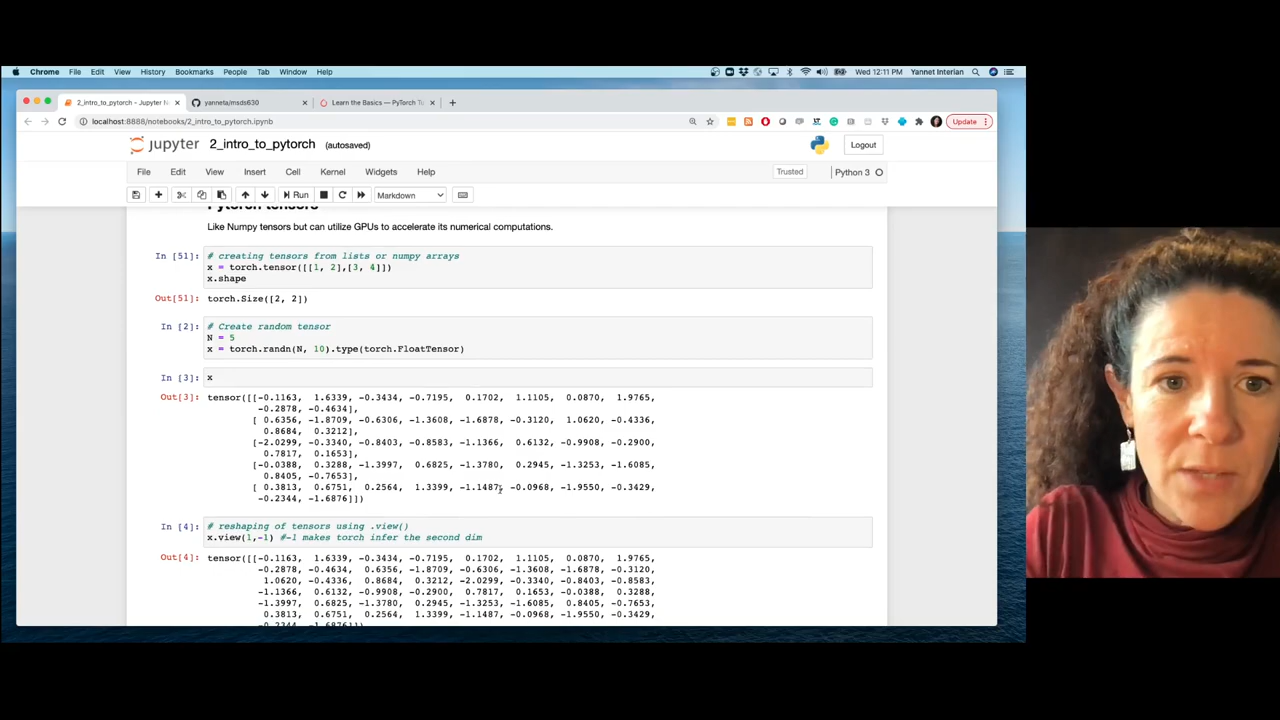 Chrome File Edit View History Bookmarks People Tab Window Help Wed 12:11 PM Yannet Interian
2_intro_to_pytorch - Jupyter N yanneta/msds630 Learn the Basics — PyTorch Tu
localhost:8888/notebooks/2_intro_to_pytorch.ipynb Update
jupyter 2_intro_to_pytorch (autosaved) Logout
File Edit View Insert Cell Kernel Widgets Help Trusted Python 3
Run Markdown
Pytorch tensors
Like Numpy tensors but can utilize GPUs to accelerate its numerical computations.
In [51]: # creating tensors from lists or numpy arrays
x = torch.tensor([[1, 2],[3, 4]])
x.shape
Out[51]: torch.Size([2, 2])
In [2]: # Create random tensor
N = 5
x = torch.randn(N, 10).type(torch.FloatTensor)
In [3]: x
Out[3]: tensor([[-0.1163, 1.6339, -0.3434, -0.7195, 0.1702, 1.1105, 0.0870, 1.9765,
-0.2878, -0.4634],
[ 0.6356, -1.8709, -0.6306, -1.3608, -1.6878, -0.3120, 1.0620, -0.4336,
0.8684, 0.3212],
[-2.0299, -0.3340, -0.8403, -0.8583, -1.1366, 0.6132, -0.9908, -0.2900,
0.7817, 0.1653],
[-0.0388, 0.3288, -1.3997, 0.6825, -1.3780, 0.2945, -1.3253, -1.6085,
0.8405, -0.7653],
[ 0.3813, 0.6751, 0.2564, 1.3399, -1.1487, -0.0968, -1.9550, -0.3429,
-0.2344, -1.6876]])
In [4]: # reshaping of tensors using .view()
x.view(1,-1) #-1 makes torch infer the second dim
Out[4]: tensor([[-0.1163, 1.6339, -0.3434, -0.7195, 0.1702, 1.1105, 0.0870, 1.9765,
-0.2878, -0.4634, 0.6356, -1.8709, -0.6306, -1.3608, -1.6878, -0.3120,
1.0620, -0.4336, 0.8684, 0.3212, -2.0299, -0.3340, -0.8403, -0.8583,
-1.1366, 0.6132, -0.9908, -0.2900, 0.7817, 0.1653, -0.0388, 0.3288,
-1.3997, 0.6825, -1.3780, 0.2945, -1.3253, -1.6085, 0.8405, -0.7653,
0.3813, 0.6751, 0.2564, 1.3399, -1.1487, -0.0968, -1.9550, -0.3429,
-0.2344, -1.6876]])